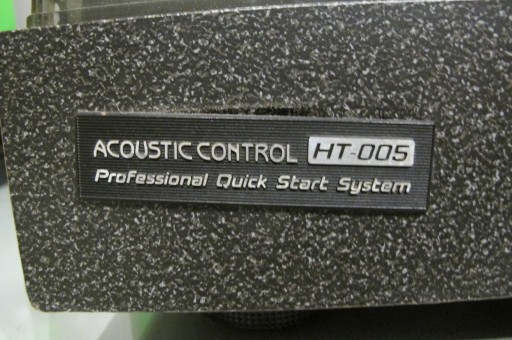 ACOUSTIC CONTROL HT-005
Professional Quick Start System